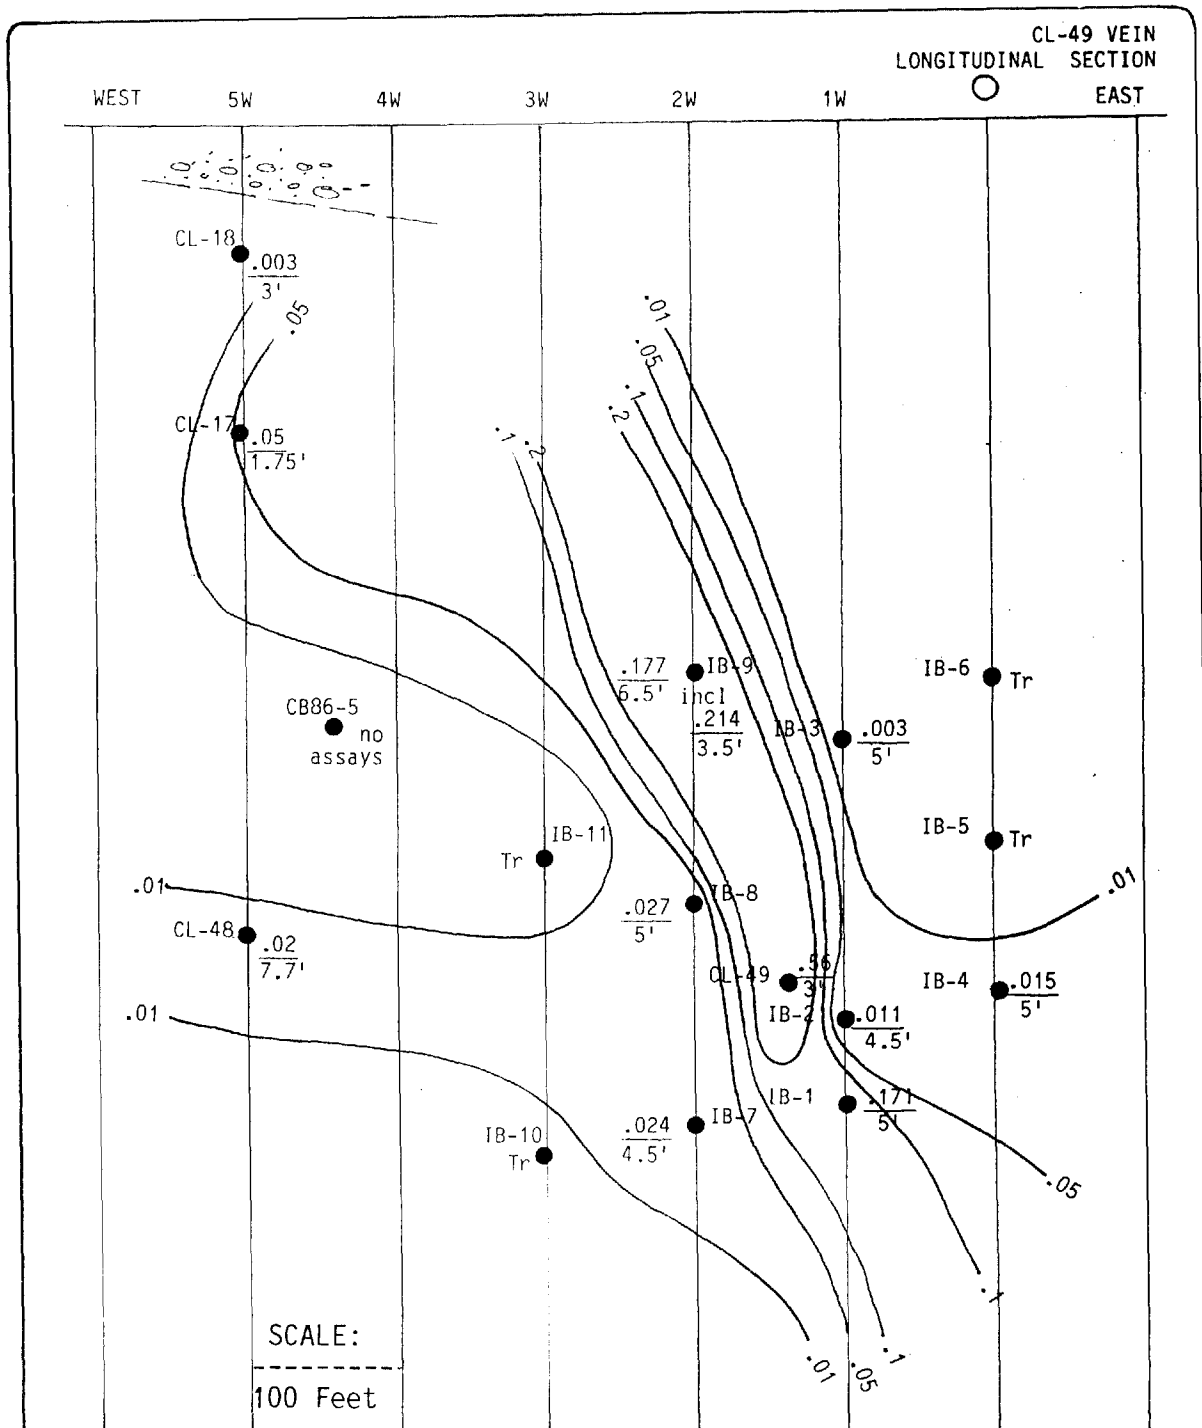 CL-49 VEIN
LONGITUDINAL SECTION
WEST 5W 4W 3W 2W 1W O EAST
CL-18
.003
3'
.05
.01
.05
.1
.2
CL-17
.05
1.75'
.1
.2
.177
6.5'
IB-9
incl
.214
3.5'
IB-6
Tr
CB86-5
no
assays
IB-3
.003
5'
IB-11
Tr
IB-5
Tr
.01
.01
IB-8
.027
5'
CL-48
.02
7.7'
CL-49
.56
3'
IB-4
.015
5'
.01
IB-2
.011
4.5'
IB-1
.171
5'
IB-7
.024
4.5'
IB-10
Tr
.05
.1
.01
.05
.1
SCALE:
100 Feet